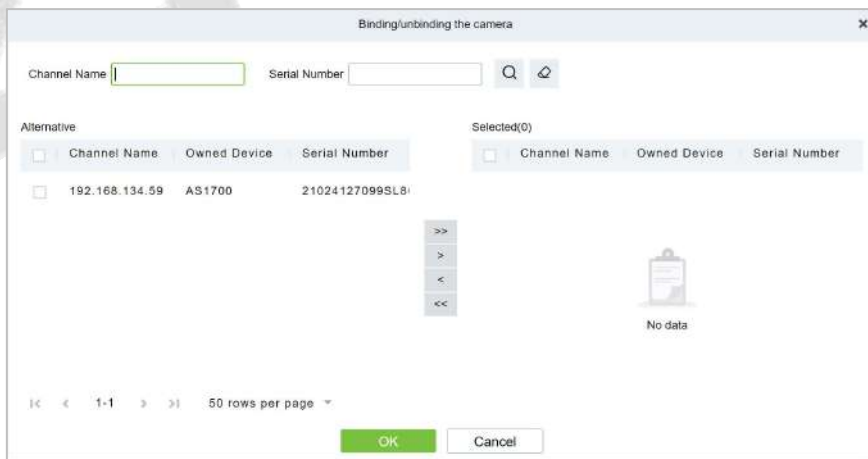 Binding/unbinding the camera ×
Channel Name Serial Number
Alternative
Channel Name Owned Device Serial Number
192.168.134.59 AS1700 21024127099SL8
>>
>
<
<<
Selected(0)
Channel Name Owned Device Serial Number
No data
1-1 50 rows per page
OK Cancel